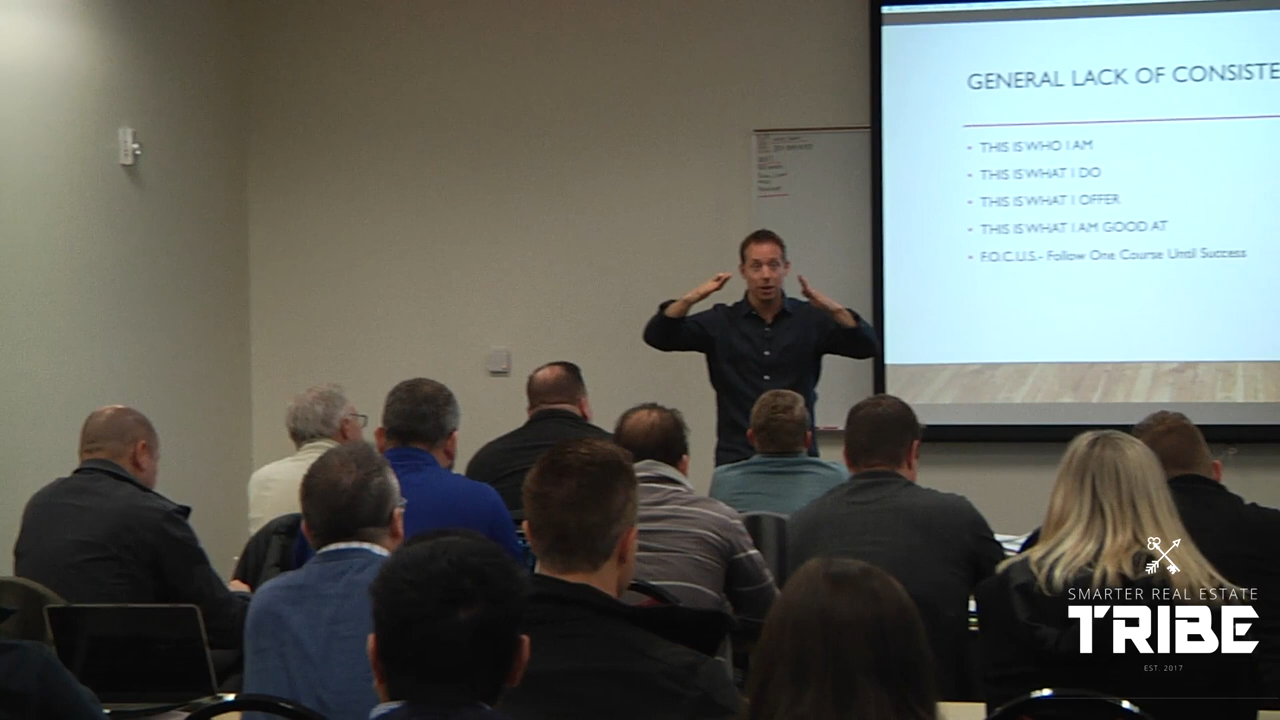 GENERAL LACK OF CONSISTE
• THIS IS WHO I AM
• THIS IS WHAT I DO
• THIS IS WHAT I OFFER
• THIS IS WHAT I AM GOOD AT
• F.O.C.U.S.- Follow One Course Until Success
SMARTER REAL ESTATE
TRIBE
EST. 2017